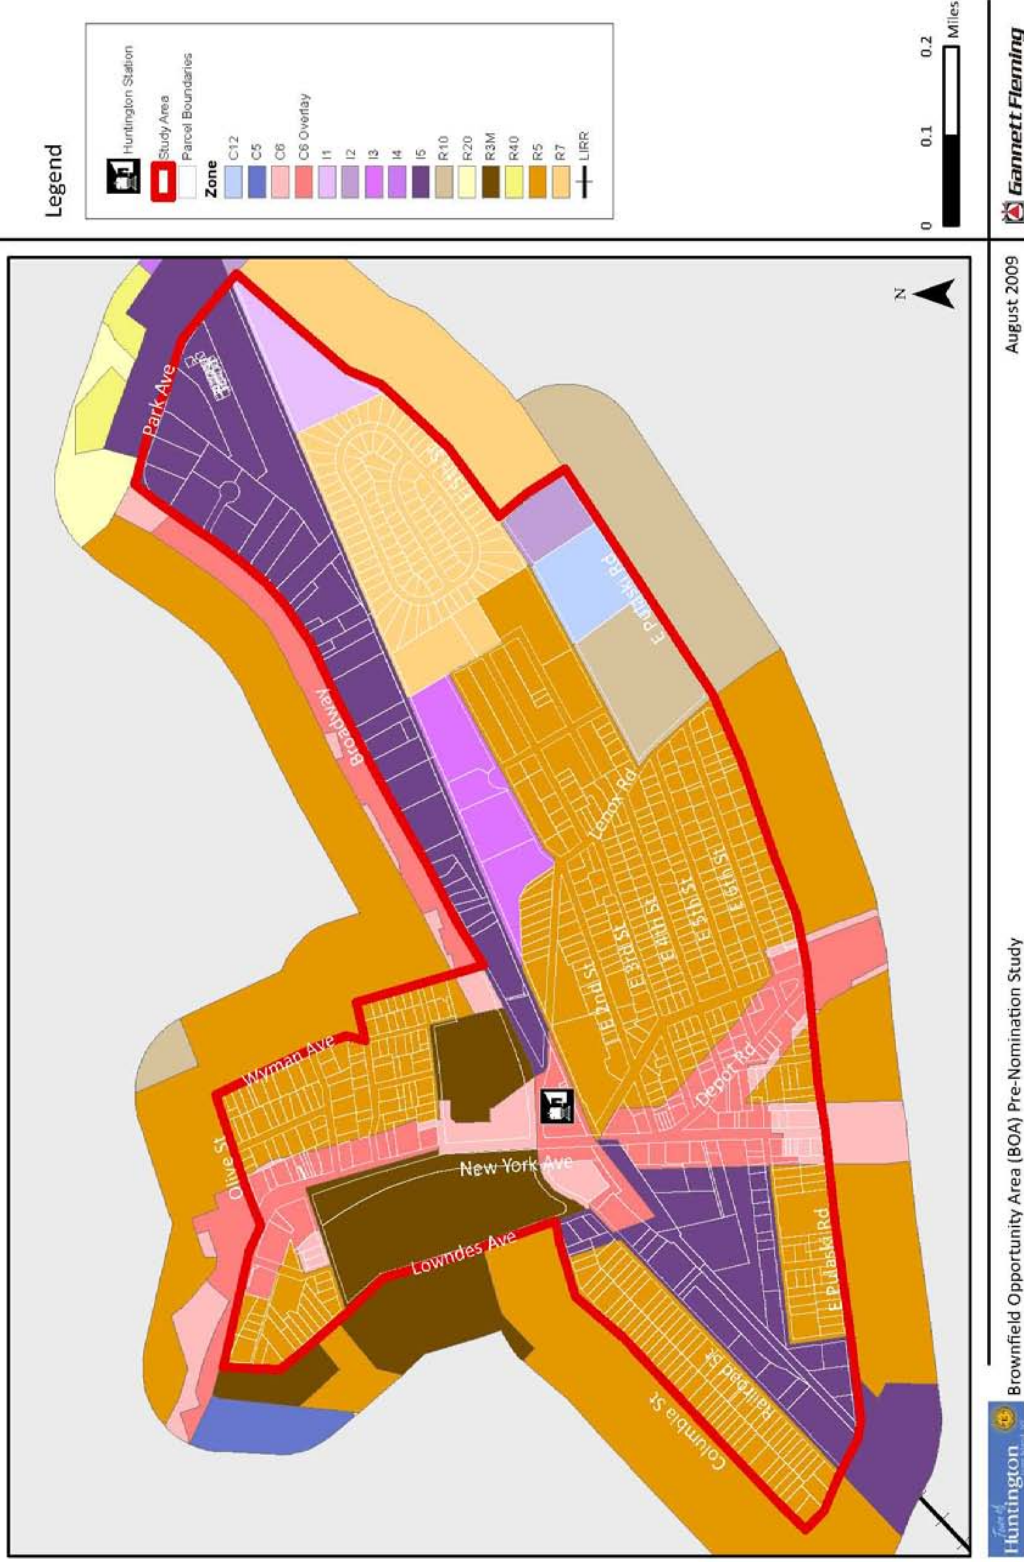 Legend
Huntington Station
Study Area
Parcel Boundaries
Zone
C12
C5
C6
C6 Overlay
I1
I2
I3
I4
I5
R10
R20
R3M
R40
R5
R7
LIRR
0 0.1 0.2
Miles
Gannett Fleming
August 2009
N
Park Ave
Broadway
E 5th St
E Pulaski Rd
Lenox Rd
Wyman Ave
Olive St
E 2nd St
E 3rd St
E 4th St
E 5th St
E 6th St
Depot Rd
New York Ave
Lowndes Ave
E Pulaski Rd
Railroad St
Columbia St
Town of
Huntington
Brownfield Opportunity Area (BOA) Pre-Nomination Study